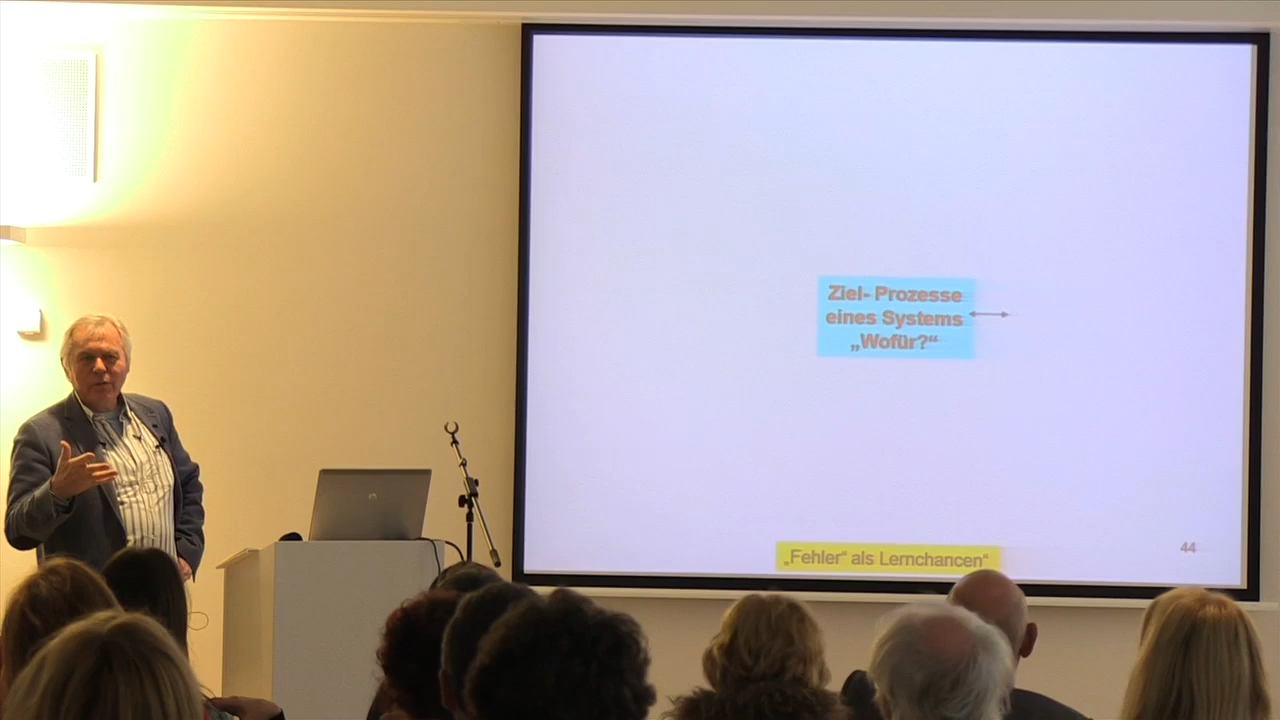 Ziel- Prozesse
eines Systems
„Wofür?“
„Fehler“ als Lernchancen“
44